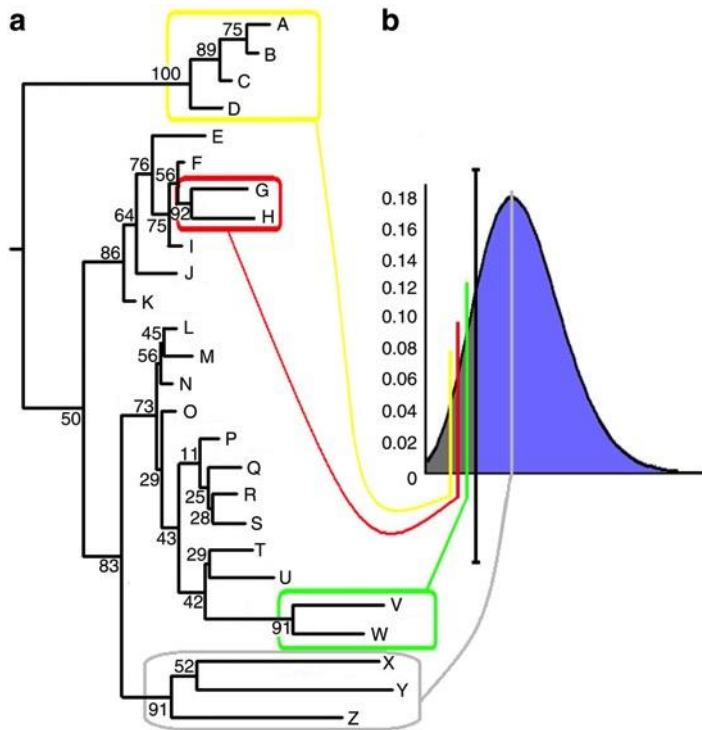 a
b
A
75
B
89
100
C
D
E
76
F
56
G
92
H
75
64
I
86
J
K
L
45
56
M
N
73
O
P
11
29
Q
25
R
28
S
43
29
T
U
83
42
V
91
W
50
52
X
Y
91
Z
0.18
0.16
0.14
0.12
0.10
0.08
0.06
0.04
0.02
0